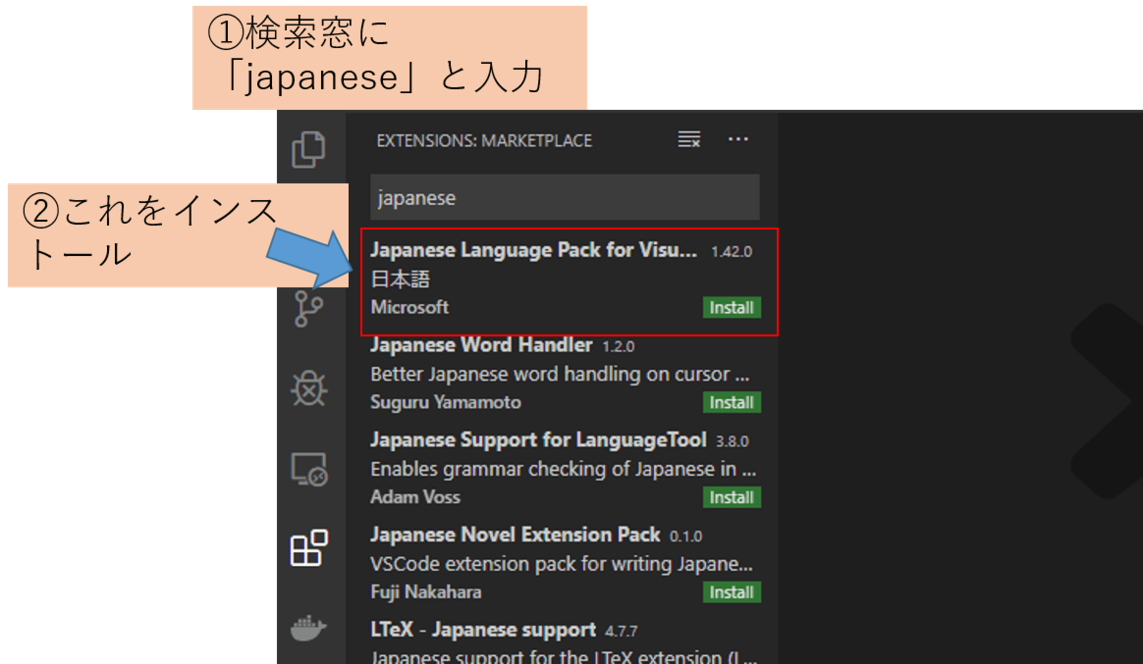 ①検索窓に
「japanese」と入力
②これをインス
トール
EXTENSIONS: MARKETPLACE
japanese
Japanese Language Pack for Visu... 1.42.0
日本語
Microsoft Install
Japanese Word Handler 1.2.0
Better Japanese word handling on cursor ...
Suguru Yamamoto Install
Japanese Support for LanguageTool 3.8.0
Enables grammar checking of Japanese in ...
Adam Voss Install
Japanese Novel Extension Pack 0.1.0
VSCode extension pack for writing Japane...
Fuji Nakahara Install
LTeX - Japanese support 4.7.7
Japanese support for the LTeX extension (L...